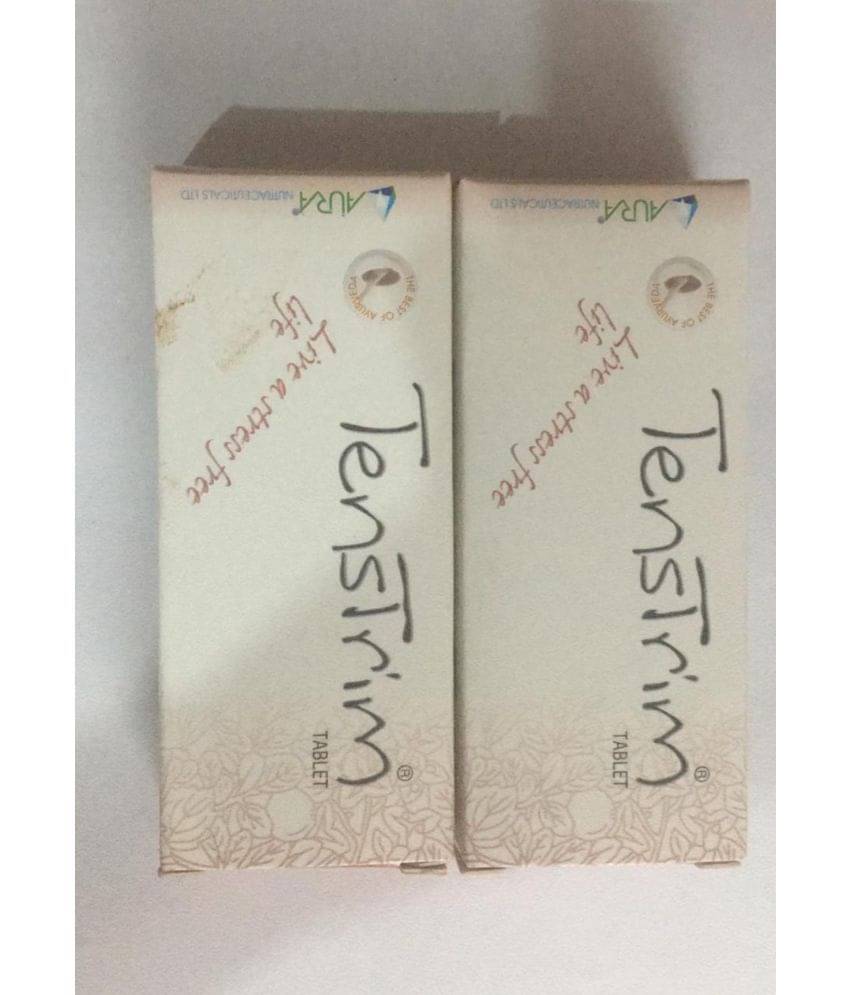 AURA®
NUTRACEUTICALS LTD
THE BEST OF AYURVEDA
Live a stress free
life
TensTrim®
TABLET
AURA®
NUTRACEUTICALS LTD
THE BEST OF AYURVEDA
Live a stress free
life
TensTrim®
TABLET